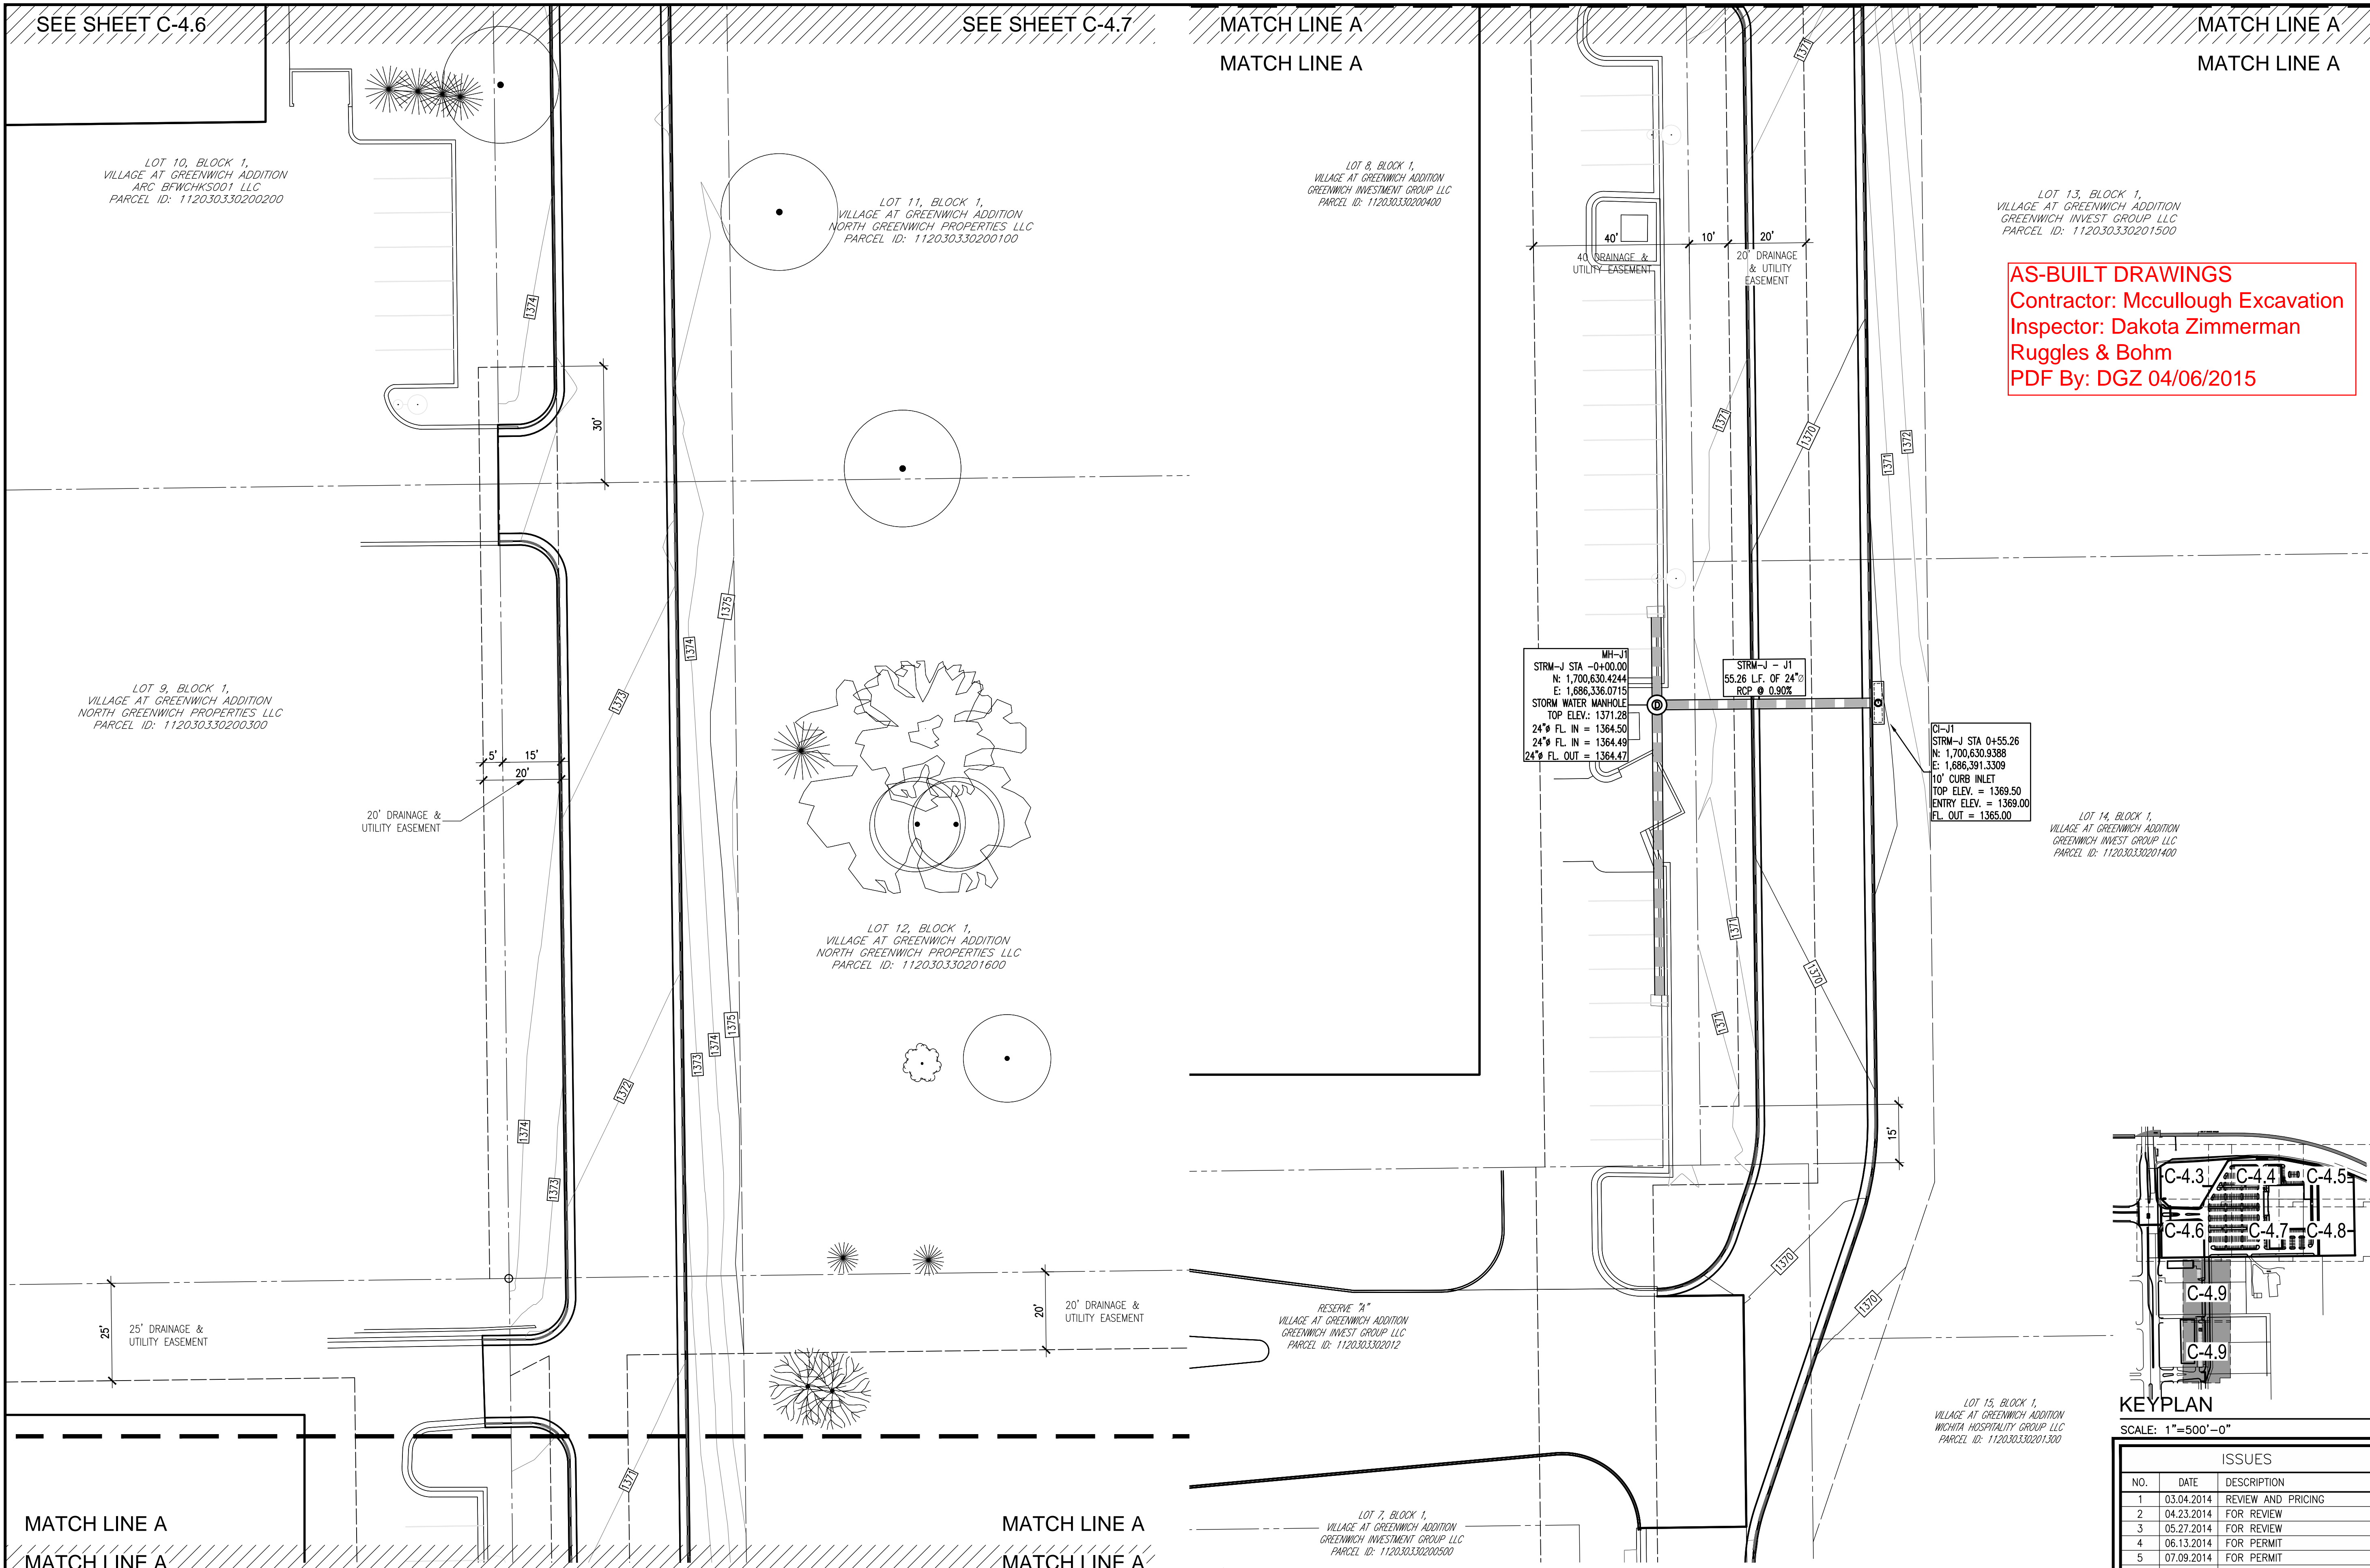 SEE SHEET C-4.6
SEE SHEET C-4.7
LOT 10, BLOCK 1,
VILLAGE AT GREENWICH ADDITION
ARC BFWCHKS001 LLC
PARCEL ID: 112030330200200
LOT 11, BLOCK 1,
VILLAGE AT GREENWICH ADDITION
NORTH GREENWICH PROPERTIES LLC
PARCEL ID: 112030330200100
1374
30'
1375
1374
1373
LOT 9, BLOCK 1,
VILLAGE AT GREENWICH ADDITION
NORTH GREENWICH PROPERTIES LLC
PARCEL ID: 112030330200300
5'
15'
20'
20' DRAINAGE &
UTILITY EASEMENT
LOT 12, BLOCK 1,
VILLAGE AT GREENWICH ADDITION
NORTH GREENWICH PROPERTIES LLC
PARCEL ID: 112030330201600
1375
1374
1373
1372
1374
1373
25'
25' DRAINAGE &
UTILITY EASEMENT
20'
20' DRAINAGE &
UTILITY EASEMENT
1371
MATCH LINE A
MATCH LINE A
MATCH LINE A
MATCH LINE A
MATCH LINE A
MATCH LINE A
MATCH LINE A
MATCH LINE A
1371
LOT 8, BLOCK 1,
VILLAGE AT GREENWICH ADDITION
GREENWICH INVESTMENT GROUP LLC
PARCEL ID: 112030330200400
LOT 13, BLOCK 1,
VILLAGE AT GREENWICH ADDITION
GREENWICH INVEST GROUP LLC
PARCEL ID: 112030330201500
40'
10'
20'
40 DRAINAGE &
UTILITY EASEMENT
20' DRAINAGE
& UTILITY
EASEMENT
AS-BUILT DRAWINGS
Contractor: Mccullough Excavation
Inspector: Dakota Zimmerman
Ruggles & Bohm
PDF By: DGZ 04/06/2015
1371
1370
1371
1372
MH-J1
STRM-J STA -0+00.00
N: 1,700,630.4244
E: 1,686,336.0715
STORM WATER MANHOLE
TOP ELEV.: 1371.28
24"ø FL. IN = 1364.50
24"ø FL. IN = 1364.49
24"ø FL. OUT = 1364.47
STRM-J - J1
55.26 L.F. OF 24"∅
RCP @ 0.90%
D
CI-J1
STRM-J STA 0+55.26
N: 1,700,630.9388
E: 1,686,391.3309
10' CURB INLET
TOP ELEV. = 1369.50
ENTRY ELEV. = 1369.00
FL. OUT = 1365.00
LOT 14, BLOCK 1,
VILLAGE AT GREENWICH ADDITION
GREENWICH INVEST GROUP LLC
PARCEL ID: 112030330201400
1371
1370
1371
15'
1370
1370
RESERVE "A"
VILLAGE AT GREENWICH ADDITION
GREENWICH INVEST GROUP LLC
PARCEL ID: 1120303302012
LOT 15, BLOCK 1,
VILLAGE AT GREENWICH ADDITION
WICHITA HOSPITALITY GROUP LLC
PARCEL ID: 112030330201300
LOT 7, BLOCK 1,
VILLAGE AT GREENWICH ADDITION
GREENWICH INVESTMENT GROUP LLC
PARCEL ID: 112030330200500
C-4.3
C-4.4
C-4.5
C-4.6
C-4.7
C-4.8
C-4.9
C-4.9
KEYPLAN
SCALE: 1"=500'-0"
ISSUES
NO. DATE DESCRIPTION
1 03.04.2014 REVIEW AND PRICING
2 04.23.2014 FOR REVIEW
3 05.27.2014 FOR REVIEW
4 06.13.2014 FOR PERMIT
5 07.09.2014 FOR PERMIT